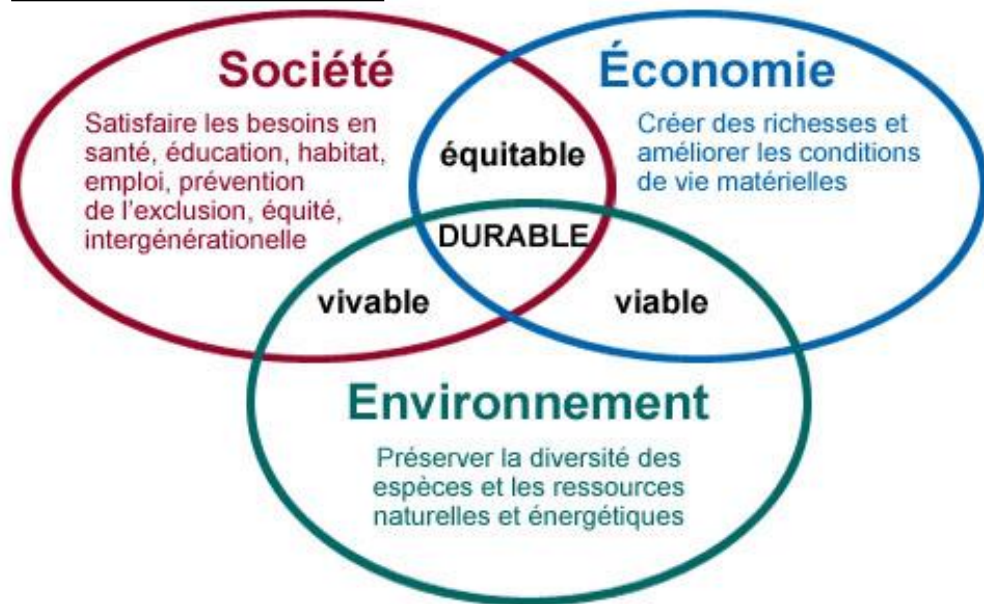 Société
Satisfaire les besoins en
santé, éducation, habitat,
emploi, prévention
de l'exclusion, équité,
intergénérationelle
Économie
Créer des richesses et
améliorer les conditions
de vie matérielles
équitable
DURABLE
vivable
viable
Environnement
Préserver la diversité des
espèces et les ressources
naturelles et énergétiques